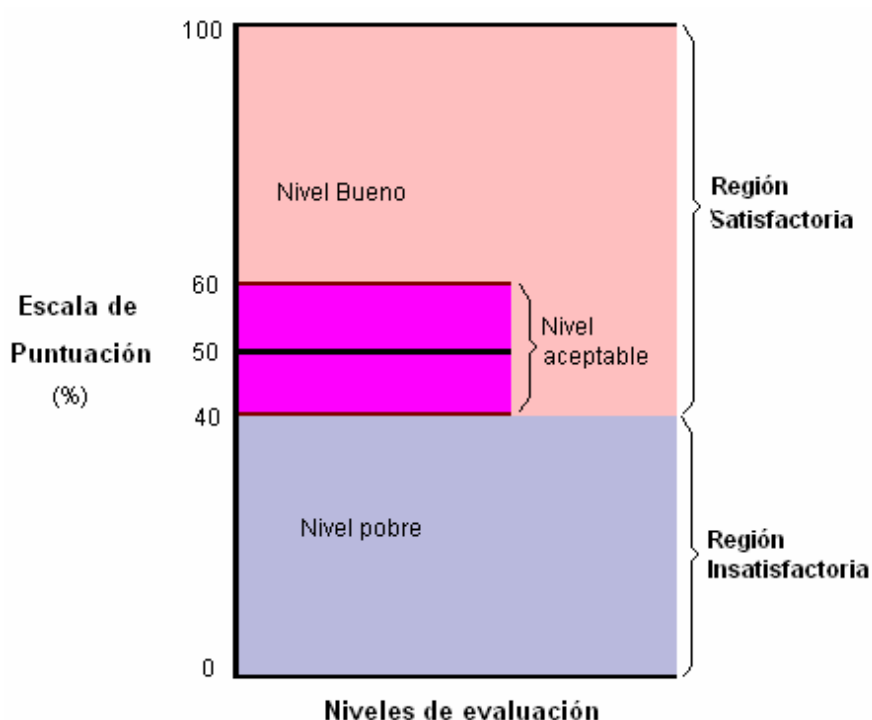 100
Nivel Bueno
Región
Satisfactoria
60
Escala de
Puntuación
(%)
50
40
Nivel
aceptable
Nivel pobre
Región
Insatisfactoria
0
Niveles de evaluación